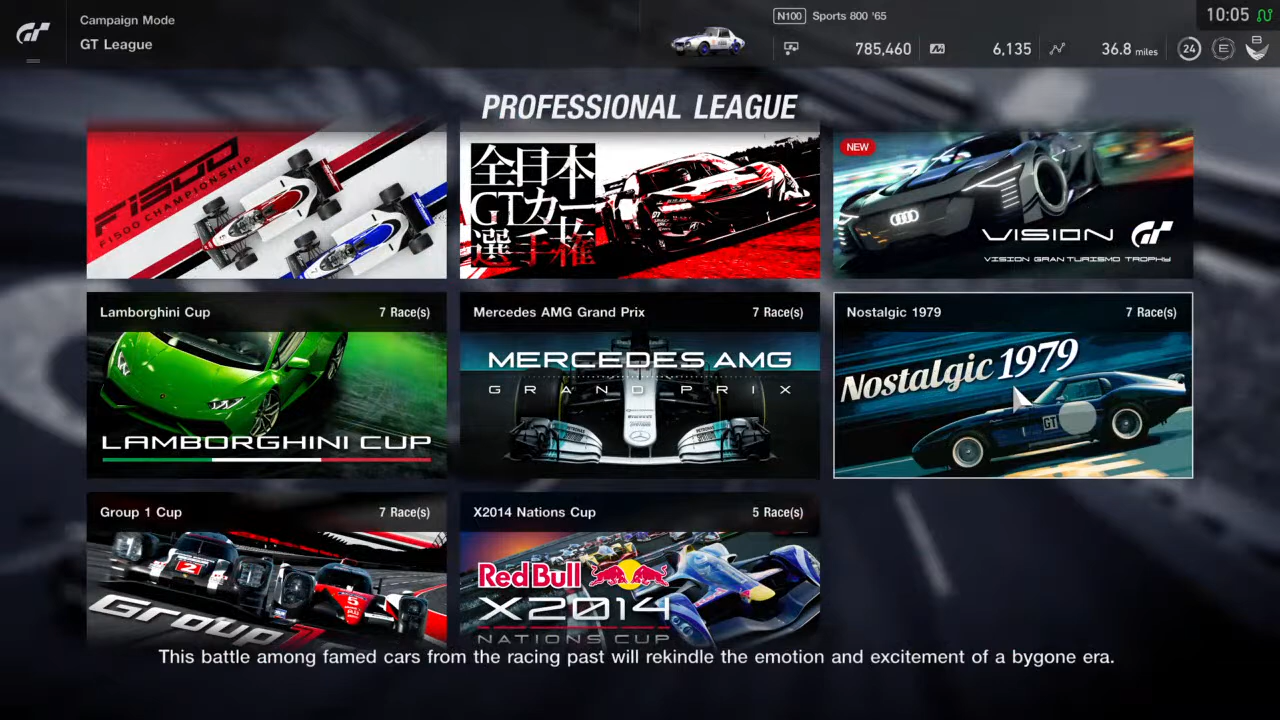 Campaign Mode
GT League
N100 Sports 800 '65
785,460
6,135
36.8 miles
24
E
B
10:05
PROFESSIONAL LEAGUE
F1500
F1500 CHAMPIONSHIP
全日本
GTカー
選手権
NEW
VISION GT
VISION GRAN TURISMO TROPHY
Lamborghini Cup 7 Race(s)
LAMBORGHINI CUP
Mercedes AMG Grand Prix 7 Race(s)
MERCEDES AMG
GRAND PRIX
Nostalgic 1979 7 Race(s)
Nostalgic 1979
GT
Group 1 Cup 7 Race(s)
2
5
Group 1
X2014 Nations Cup 5 Race(s)
Red Bull
X2014
NATIONS CUP
This battle among famed cars from the racing past will rekindle the emotion and excitement of a bygone era.